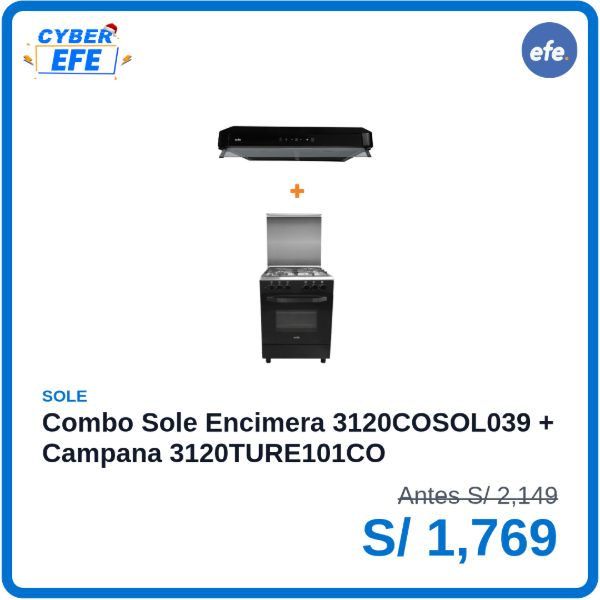 CYBER
EFE
efe.
SOLE
Combo Sole Encimera 3120COSOL039 +
Campana 3120TURE101CO
Antes S/ 2,149
S/ 1,769